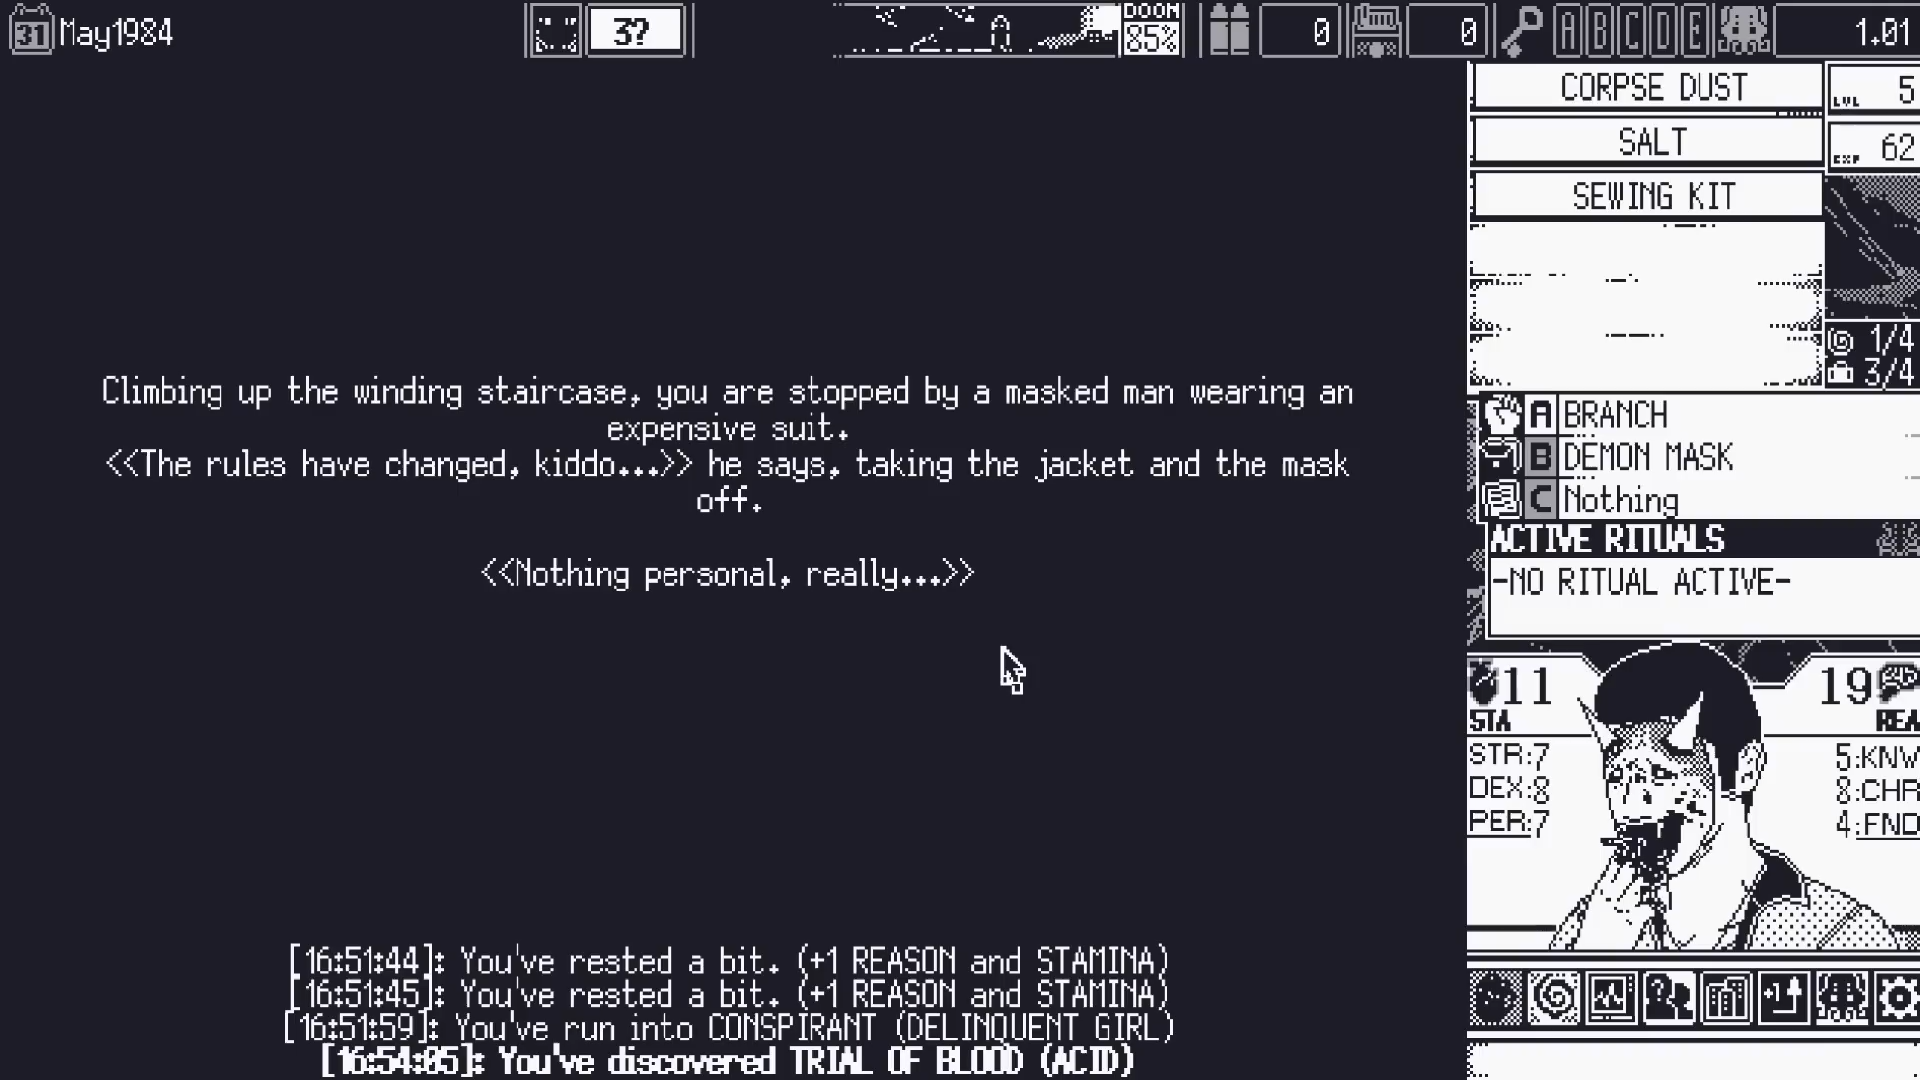 31 May1984
3?
DOOM
85%
0
0
A B C D E
1.01
CORPSE DUST
LVL 5
SALT
EXP 62
SEWING KIT
1/4
3/4
Climbing up the winding staircase, you are stopped by a masked man wearing an
expensive suit.
<<The rules have changed, kiddo...>> he says, taking the jacket and the mask
off.
<<Nothing personal, really...>>
A BRANCH
B DEMON MASK
C Nothing
ACTIVE RITUALS
-NO RITUAL ACTIVE-
11
STA
19
REA
STR:7
DEX:8
PER:7
5:KNW
8:CHR
4:FND
+1
[16:51:44]: You've rested a bit. (+1 REASON and STAMINA)
[16:51:45]: You've rested a bit. (+1 REASON and STAMINA)
[16:51:59]: You've run into CONSPIRANT (DELINQUENT GIRL)
[16:54:05]: You've discovered TRIAL OF BLOOD (ACID)